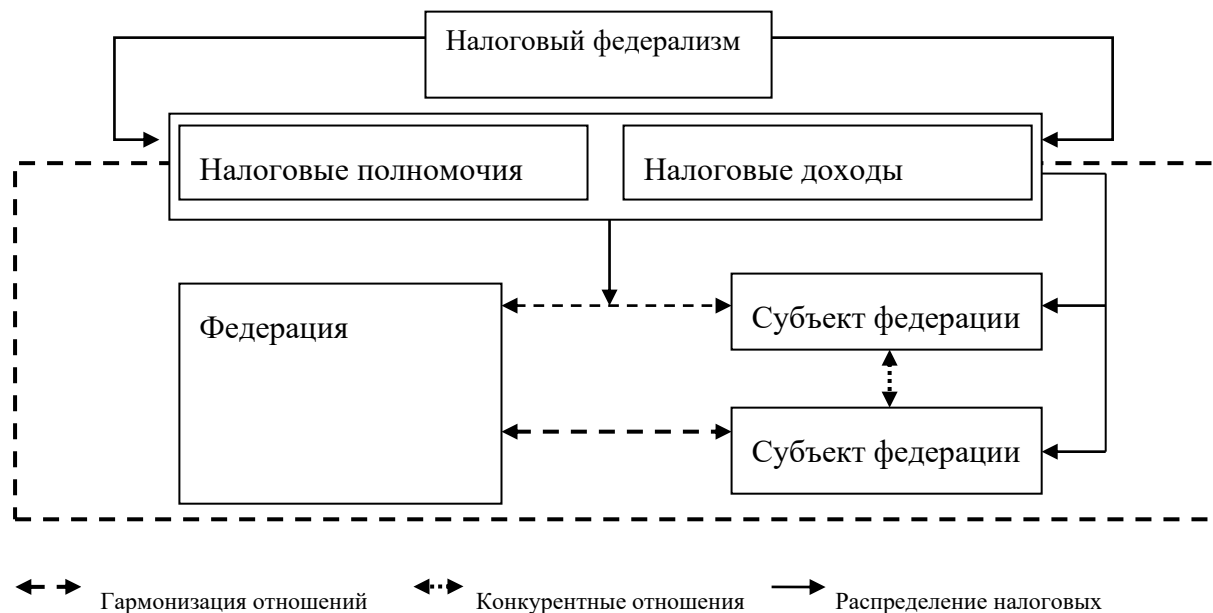 Налоговый федерализм
Налоговые полномочия
Налоговые доходы
Федерация
Субъект федерации
Субъект федерации
Гармонизация отношений
Конкурентные отношения
Распределение налоговых